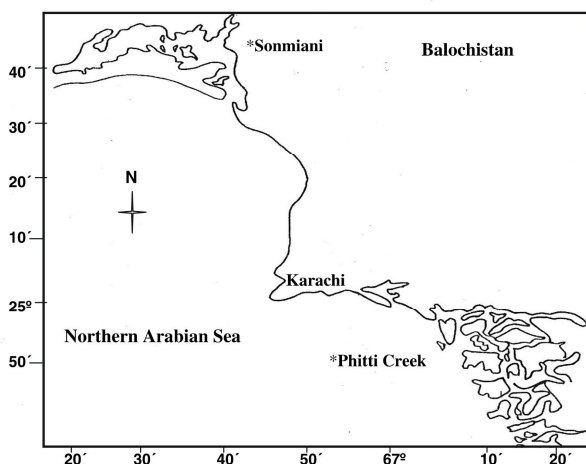 *Sonmiani
Balochistan
40´
30´
N
20´
10´
Karachi
25º
Northern Arabian Sea
*Phitti Creek
50´
20´ 30´ 40´ 50´ 67º 10´ 20´